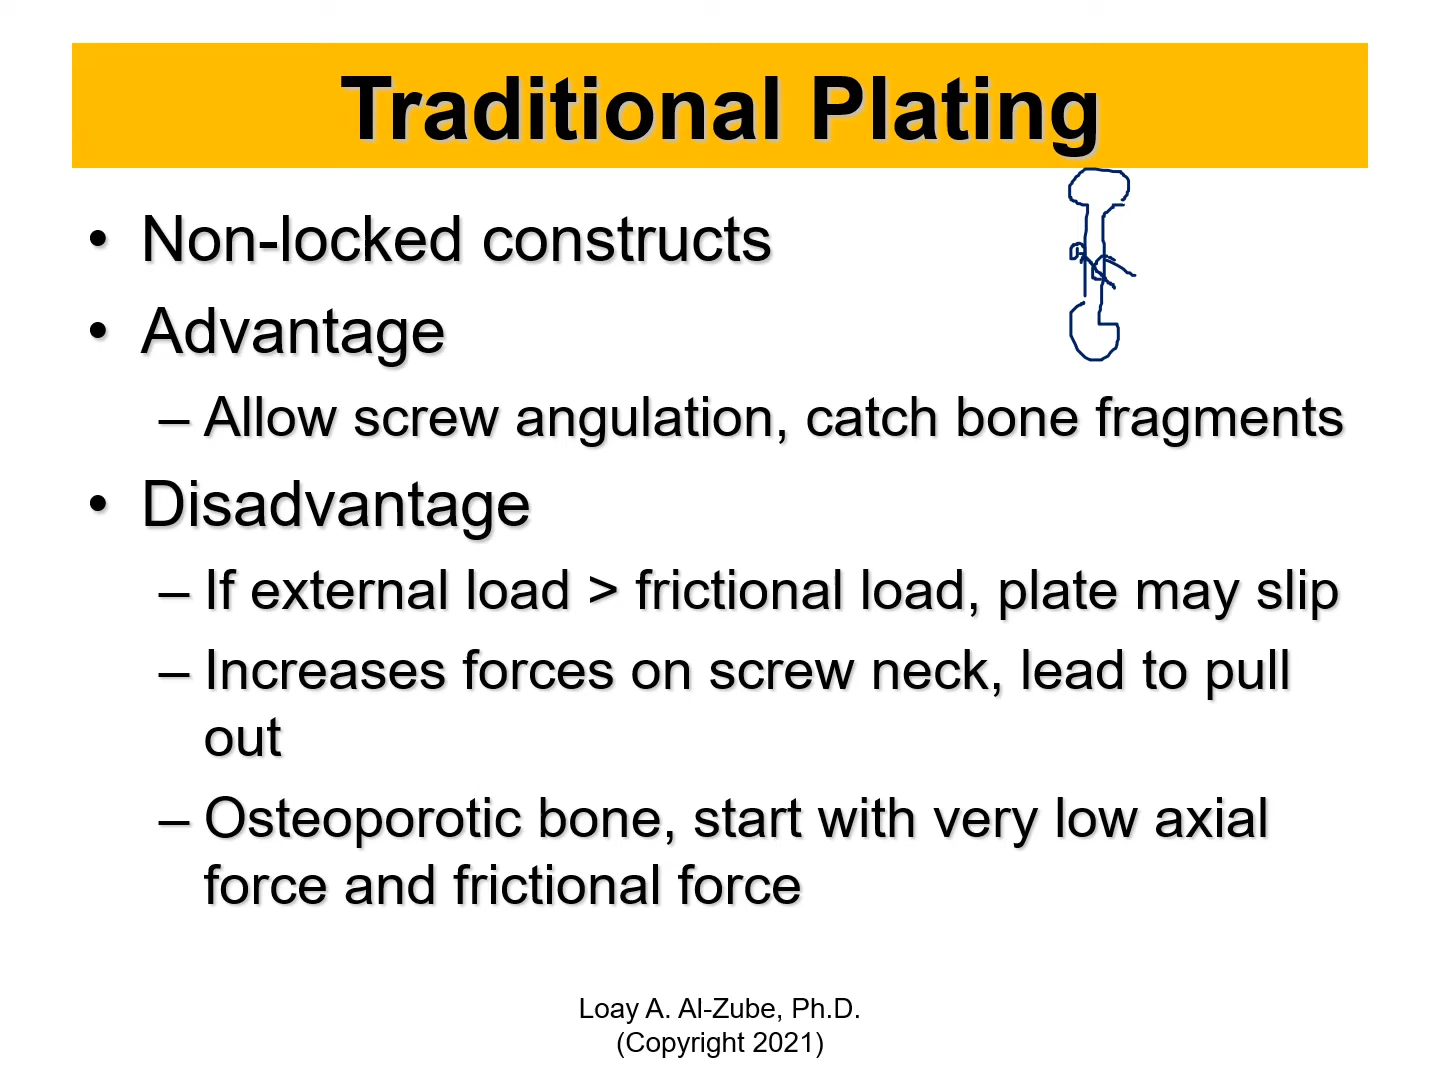 Traditional Plating
• Non-locked constructs
• Advantage
– Allow screw angulation, catch bone fragments
• Disadvantage
– If external load > frictional load, plate may slip
– Increases forces on screw neck, lead to pull
out
– Osteoporotic bone, start with very low axial
force and frictional force
Loay A. Al-Zube, Ph.D.
(Copyright 2021)